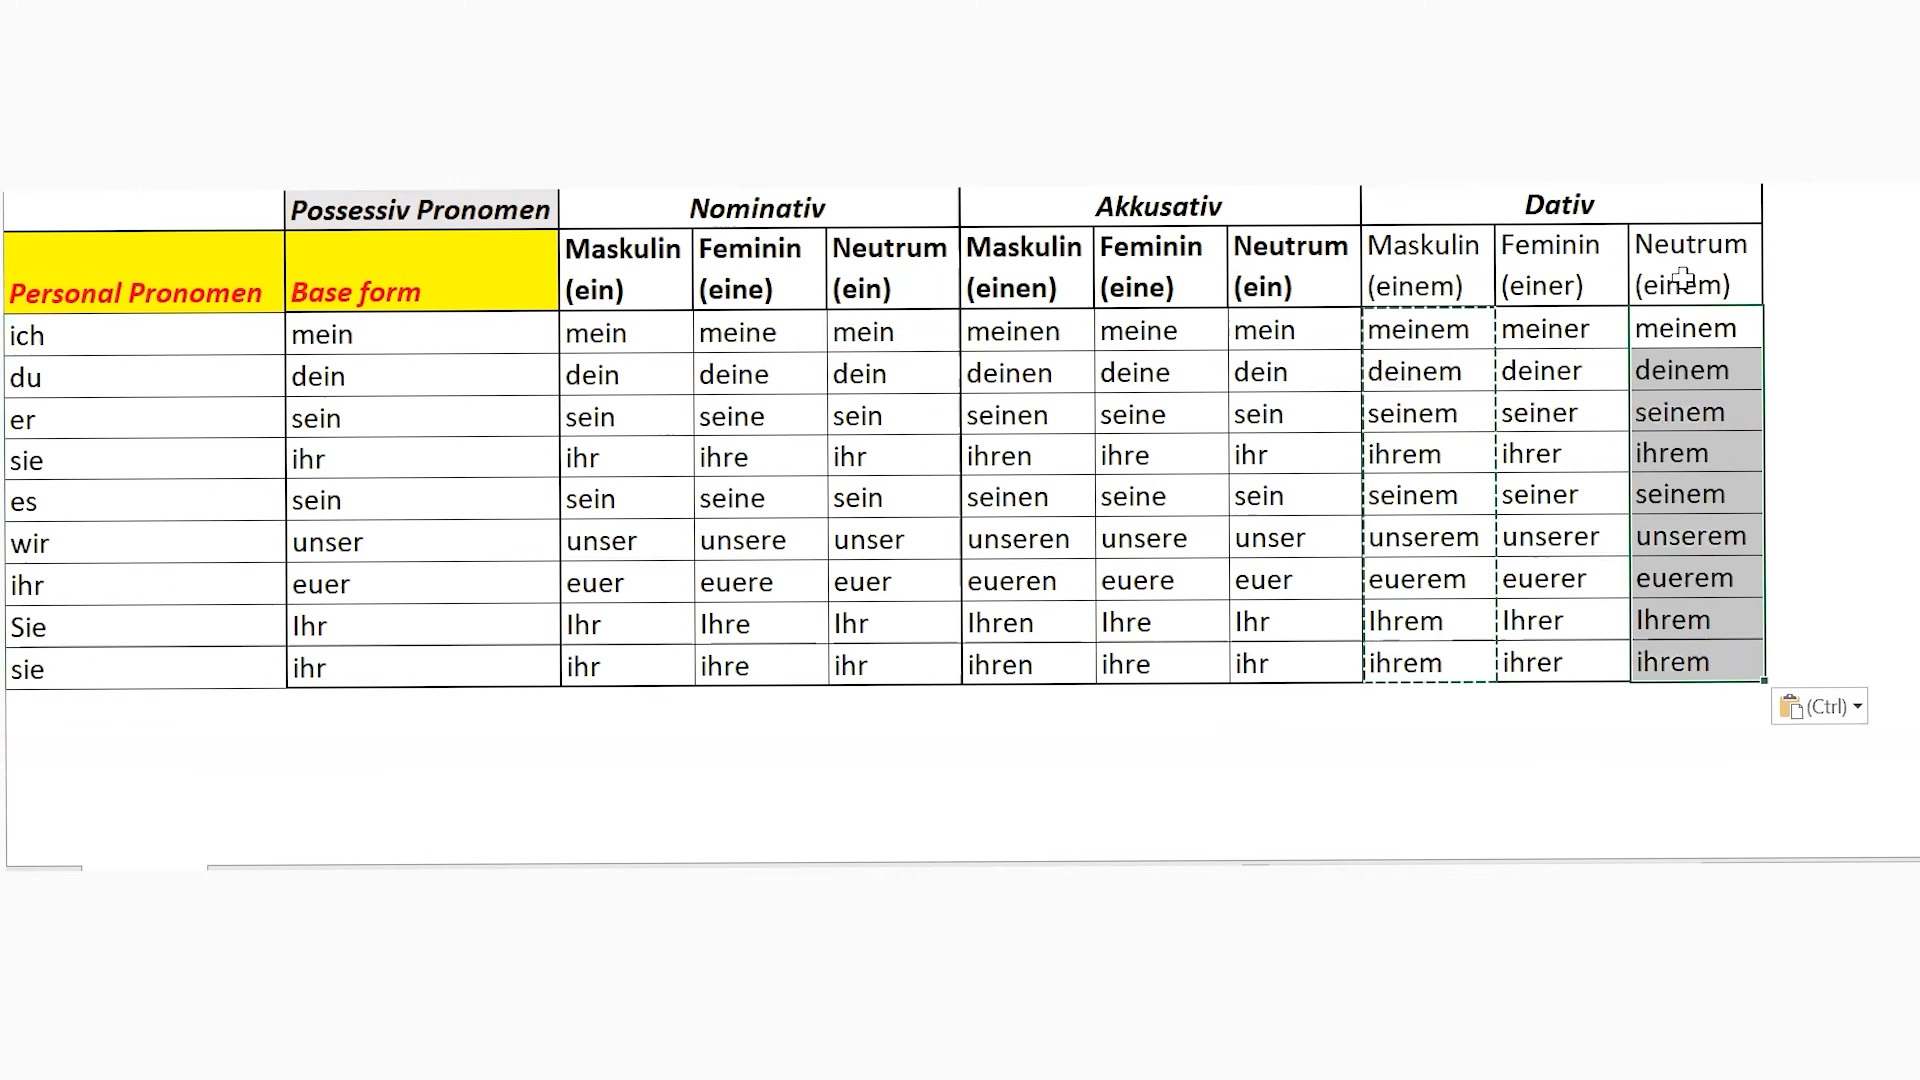 Possessiv Pronomen Nominativ Akkusativ Dativ
Personal Pronomen Base form Maskulin (ein) Feminin (eine) Neutrum (ein) Maskulin (einen) Feminin (eine) Neutrum (ein) Maskulin (einem) Feminin (einer) Neutrum (einem)
ich mein mein meine mein meinen meine mein meinem meiner meinem
du dein dein deine dein deinen deine dein deinem deiner deinem
er sein sein seine sein seinen seine sein seinem seiner seinem
sie ihr ihr ihre ihr ihren ihre ihr ihrem ihrer ihrem
es sein sein seine sein seinen seine sein seinem seiner seinem
wir unser unser unsere unser unseren unsere unser unserem unserer unserem
ihr euer euer euere euer eueren euere euer euerem euerer euerem
Sie Ihr Ihr Ihre Ihr Ihren Ihre Ihr Ihrem Ihrer Ihrem
sie ihr ihr ihre ihr ihren ihre ihr ihrem ihrer ihrem
(Ctrl)